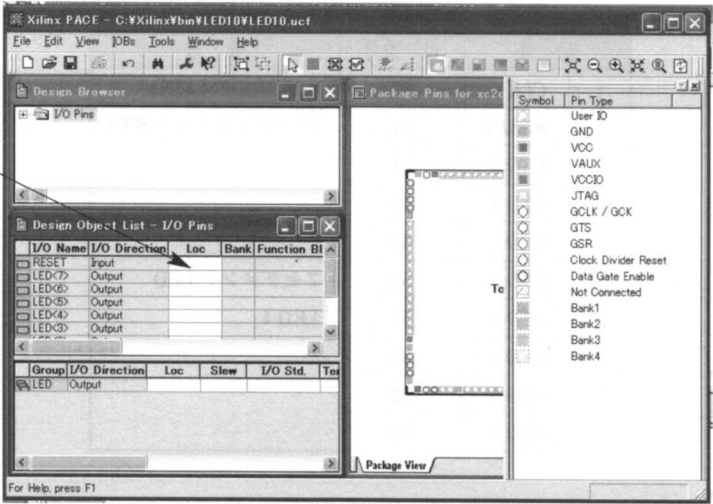 Xilinx PACE - C:¥Xilinx¥bin¥LED10¥LED10.ucf
File Edit View IOBs Tools Window Help
Design Browser
I/O Pins
Design Object List - I/O Pins
I/O Name I/O Direction Loc Bank Function Bl
RESET Input
LED<7> Output
LED<6> Output
LED<5> Output
LED<4> Output
LED<3> Output
Group I/O Direction Loc Slew I/O Std. Ter
LED Output
Package Pins for xc2c
To
Package View
Symbol Pin Type
User IO
GND
VCC
VAUX
VCCIO
JTAG
GCLK / GCK
GTS
GSR
Clock Divider Reset
Data Gate Enable
Not Connected
Bank1
Bank2
Bank3
Bank4
For Help, press F1